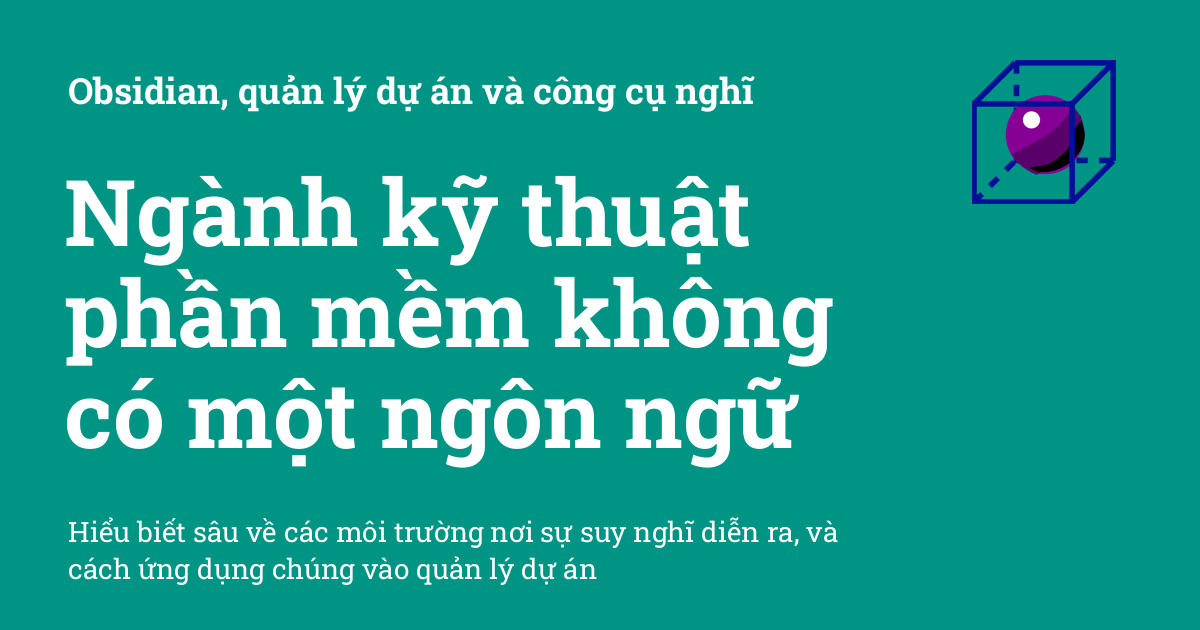 Obsidian, quản lý dự án và công cụ nghĩ
Ngành kỹ thuật
phần mềm không
có một ngôn ngữ
Hiểu biết sâu về các môi trường nơi sự suy nghĩ diễn ra, và
cách ứng dụng chúng vào quản lý dự án